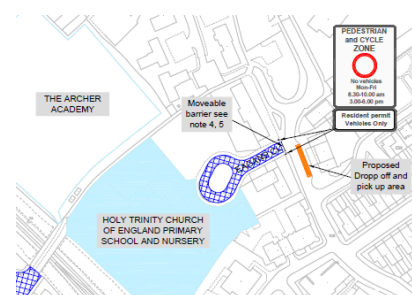 PEDESTRIAN
and CYCLE
ZONE
No vehicles
Mon-Fri
8.30-10.00 am
3.00-6.00 pm
Resident permit
Vehicles Only
THE ARCHER
ACADEMY
Moveable
barrier see
note 4, 5
Proposed
Dropp off and
pick up area
HOLY TRINITY CHURCH
OF ENGLAND PRIMARY
SCHOOL AND NURSERY